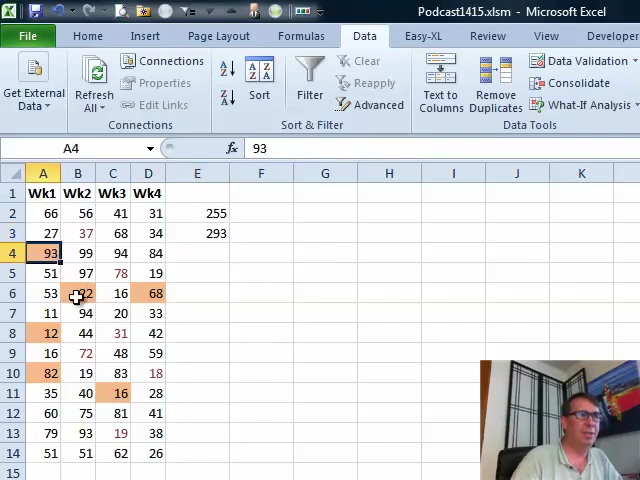 Podcast1415.xlsm - Microsoft Excel
File Home Insert Page Layout Formulas Data Easy-XL Review View Developer
Get External Data Refresh All Connections Properties Edit Links Sort Filter Clear Reapply Advanced Text to Columns Remove Duplicates Data Validation Consolidate What-If Analysis
Connections Sort & Filter Data Tools
A4 fx 93
A B C D E F G H I J K
1 Wk1 Wk2 Wk3 Wk4
2 66 56 41 31 255
3 27 37 68 34 293
4 93 99 94 84
5 51 97 78 19
6 53 22 16 68
7 11 94 20 33
8 12 44 31 42
9 16 72 48 59
10 82 19 83 18
11 35 40 16 28
12 60 75 81 41
13 79 93 19 38
14 51 51 62 26
15